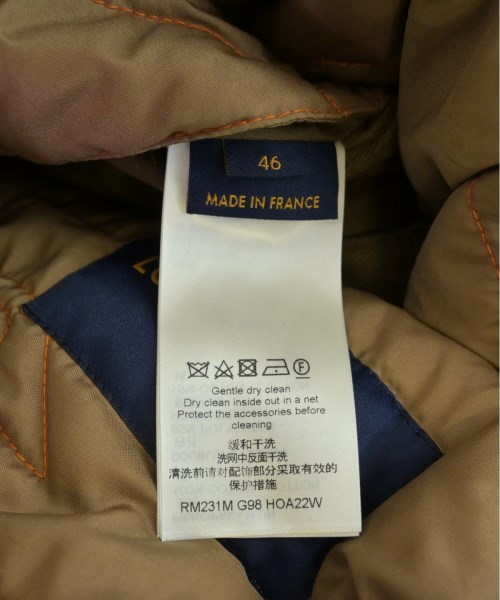 46
MADE IN FRANCE
LO
Gentle dry clean
Dry clean inside out in a net
Protect the accessories before
cleaning
缓和干洗
洗网中反面干洗
清洗前请对配饰部分采取有效的
保护措施
RM231M G98 HOA22W